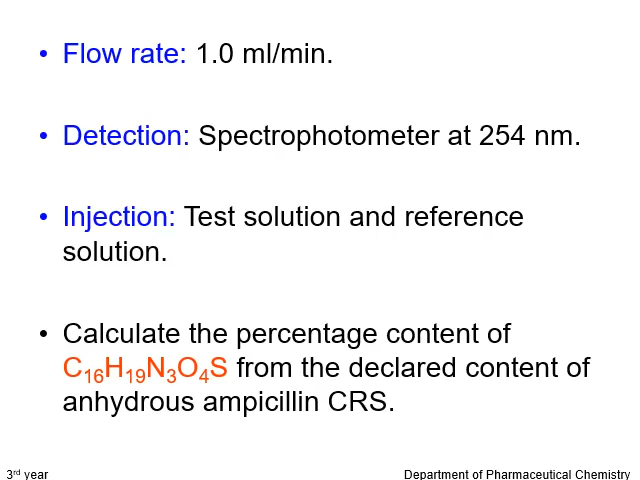 • Flow rate: 1.0 ml/min.
• Detection: Spectrophotometer at 254 nm.
• Injection: Test solution and reference
solution.
• Calculate the percentage content of
C₁₆H₁₉N₃O₄S from the declared content of
anhydrous ampicillin CRS.
3ʳᵈ year
Department of Pharmaceutical Chemistry